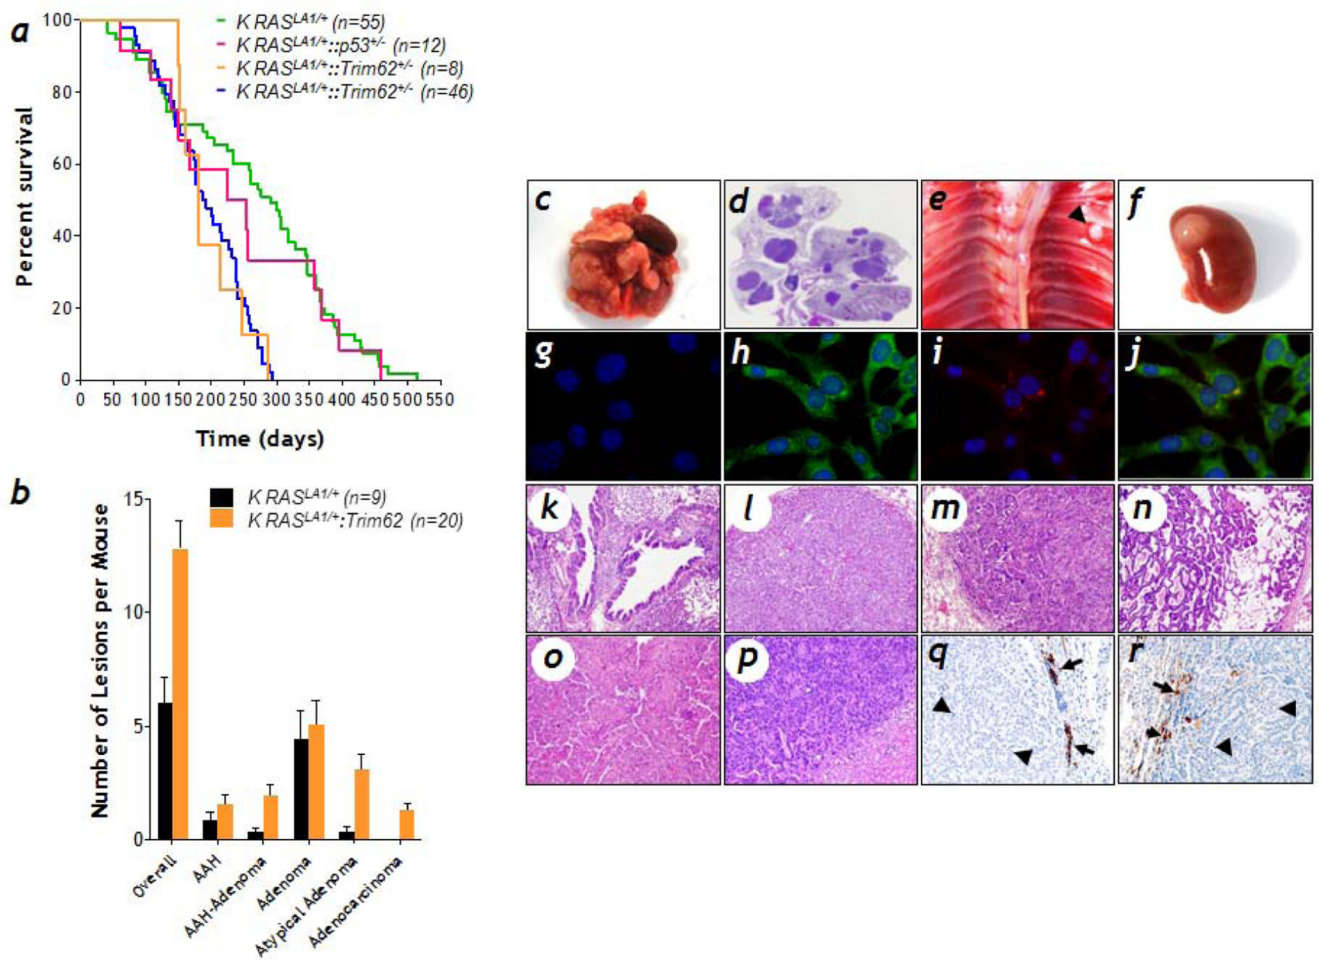 a
100
80
60
40
20
0
Percent survival
KRASLA1/+ (n=55)
KRASLA1/+::p53+/- (n=12)
KRASLA1/+::Trim62+/- (n=8)
KRASLA1/+::Trim62+/- (n=46)
0 50 100 150 200 250 300 350 400 450 500 550
Time (days)
b
15
10
5
0
Number of Lesions per Mouse
KRASLA1/+ (n=9)
KRASLA1/+:Trim62 (n=20)
Overall
AAH
AAH-Adenoma
Adenoma
Atypical Adenoma
Adenocarcinoma
c d e f
g h i j
k l m n
o p q r